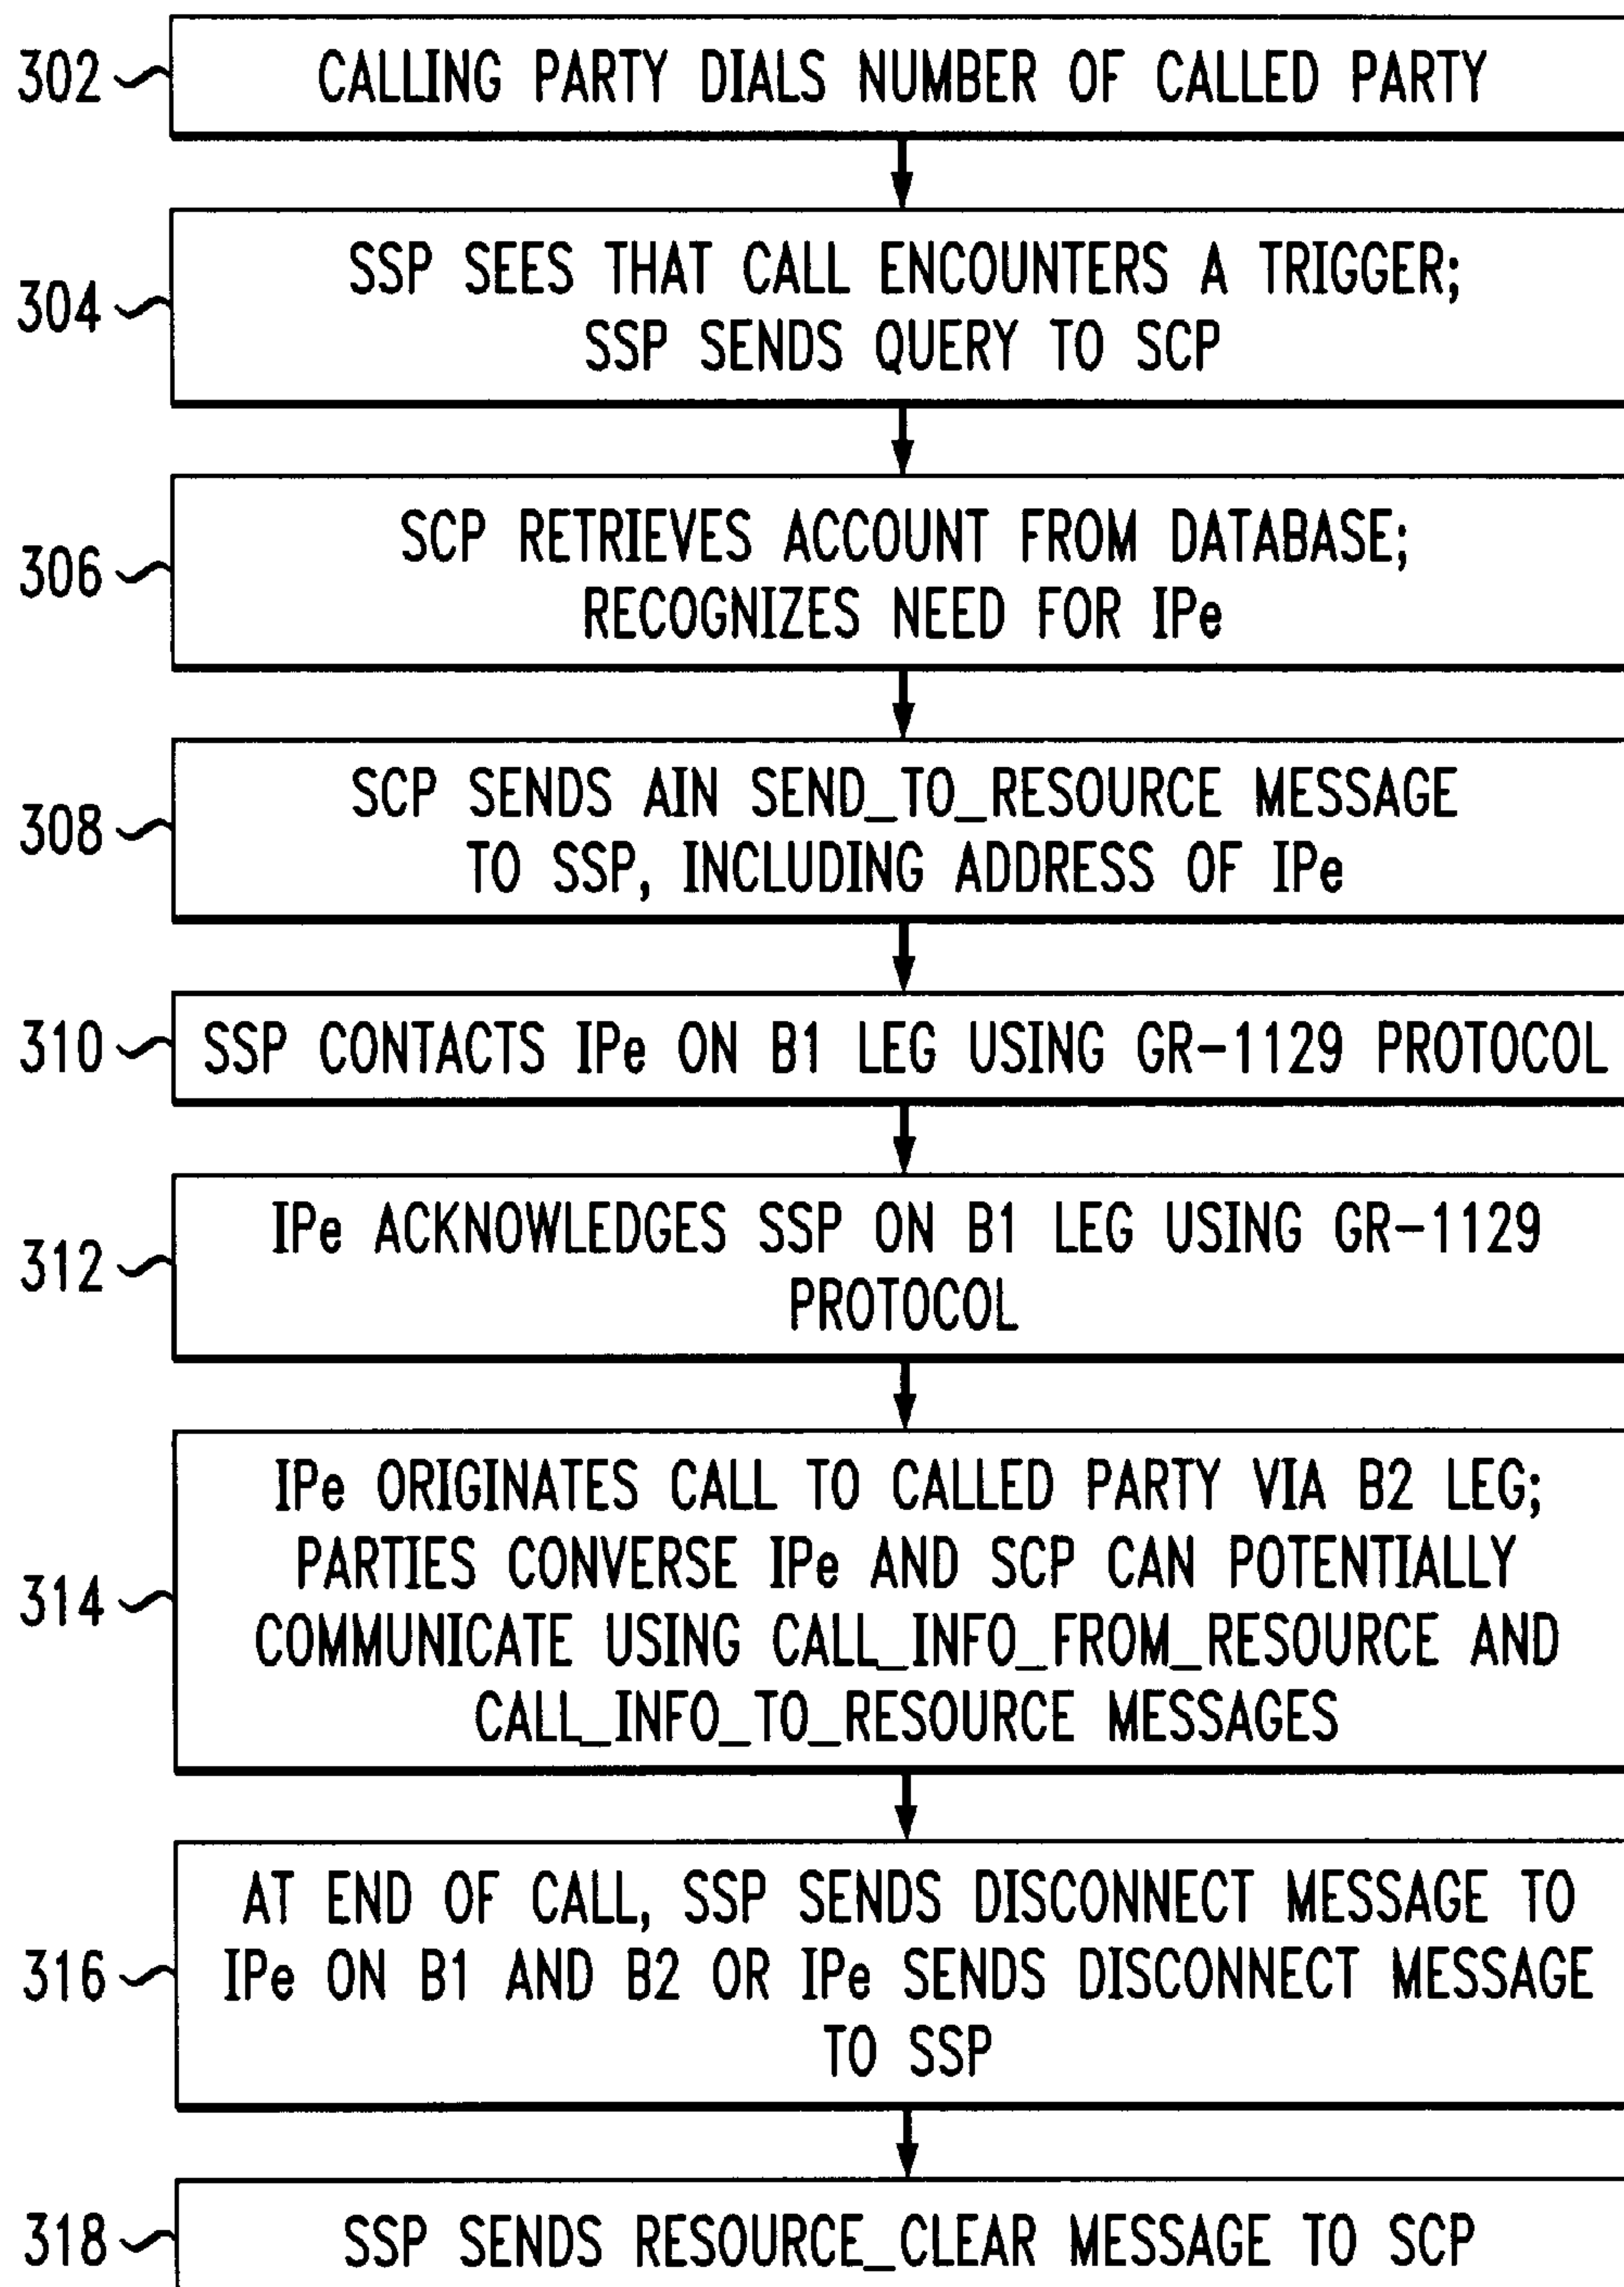 302 CALLING PARTY DIALS NUMBER OF CALLED PARTY
304 SSP SEES THAT CALL ENCOUNTERS A TRIGGER;
SSP SENDS QUERY TO SCP
306 SCP RETRIEVES ACCOUNT FROM DATABASE;
RECOGNIZES NEED FOR IPe
308 SCP SENDS AIN SEND_TO_RESOURCE MESSAGE
TO SSP, INCLUDING ADDRESS OF IPe
310 SSP CONTACTS IPe ON B1 LEG USING GR-1129 PROTOCOL
312 IPe ACKNOWLEDGES SSP ON B1 LEG USING GR-1129
PROTOCOL
314 IPe ORIGINATES CALL TO CALLED PARTY VIA B2 LEG;
PARTIES CONVERSE IPe AND SCP CAN POTENTIALLY
COMMUNICATE USING CALL_INFO_FROM_RESOURCE AND
CALL_INFO_TO_RESOURCE MESSAGES
316 AT END OF CALL, SSP SENDS DISCONNECT MESSAGE TO
IPe ON B1 AND B2 OR IPe SENDS DISCONNECT MESSAGE
TO SSP
318 SSP SENDS RESOURCE_CLEAR MESSAGE TO SCP